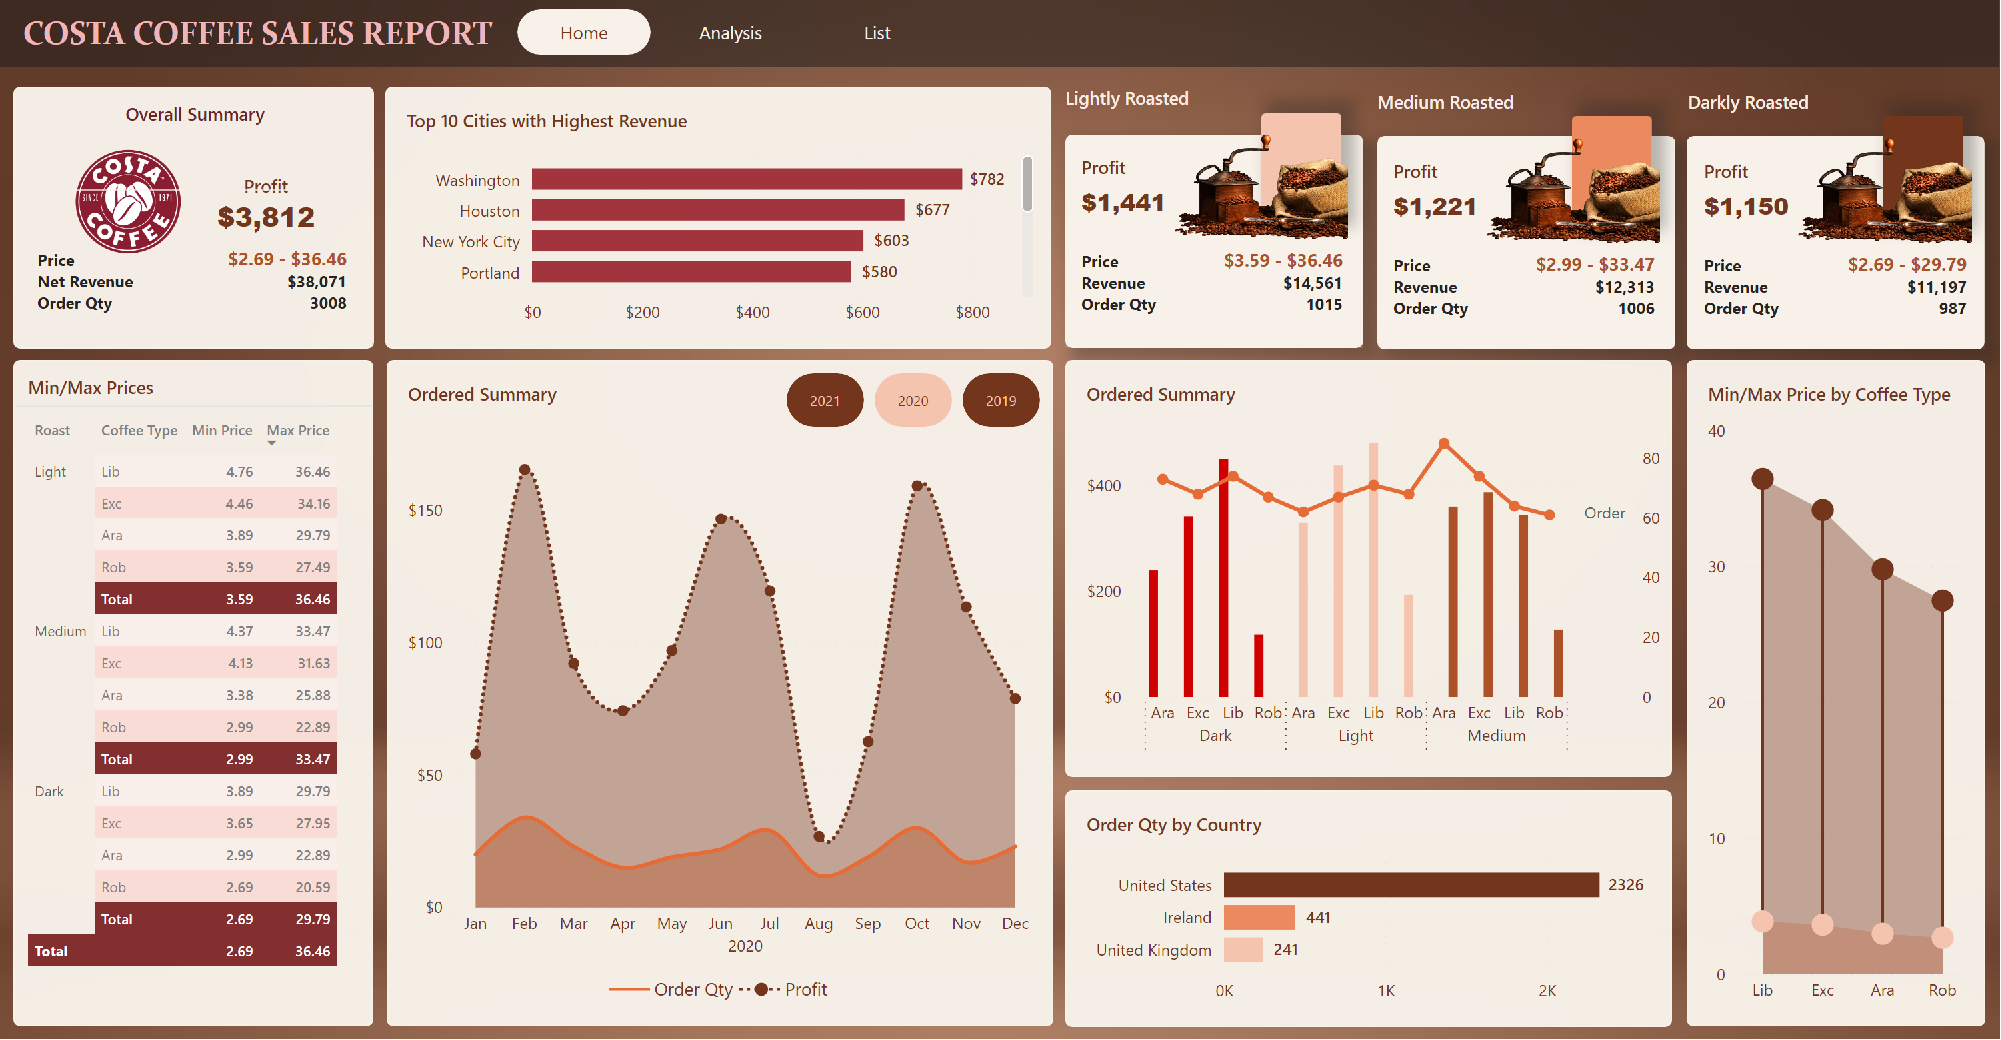 COSTA COFFEE SALES REPORT
Home
Analysis
List
Overall Summary
COSTA
SINCE 1971
COFFEE
Profit
$3,812
Price $2.69 - $36.46
Net Revenue $38,071
Order Qty 3008
Top 10 Cities with Highest Revenue
Washington $782
Houston $677
New York City $603
Portland $580
$0 $200 $400 $600 $800
Lightly Roasted
Profit
$1,441
Price $3.59 - $36.46
Revenue $14,561
Order Qty 1015
Medium Roasted
Profit
$1,221
Price $2.99 - $33.47
Revenue $12,313
Order Qty 1006
Darkly Roasted
Profit
$1,150
Price $2.69 - $29.79
Revenue $11,197
Order Qty 987
Min/Max Prices
Roast Coffee Type Min Price Max Price
Light Lib 4.76 36.46
Exc 4.46 34.16
Ara 3.89 29.79
Rob 3.59 27.49
Total 3.59 36.46
Medium Lib 4.37 33.47
Exc 4.13 31.63
Ara 3.38 25.88
Rob 2.99 22.89
Total 2.99 33.47
Dark Lib 3.89 29.79
Exc 3.65 27.95
Ara 2.99 22.89
Rob 2.69 20.59
Total 2.69 29.79
Total 2.69 36.46
Ordered Summary
2021 2020 2019
$150
$100
$50
$0
Jan Feb Mar Apr May Jun Jul Aug Sep Oct Nov Dec
2020
Order Qty Profit
Ordered Summary
80
$400
Order 60
$200 40
20
$0 0
Ara Exc Lib Rob Ara Exc Lib Rob Ara Exc Lib Rob
Dark Light Medium
Order Qty by Country
United States 2326
Ireland 441
United Kingdom 241
0K 1K 2K
Min/Max Price by Coffee Type
40
30
20
10
0
Lib Exc Ara Rob